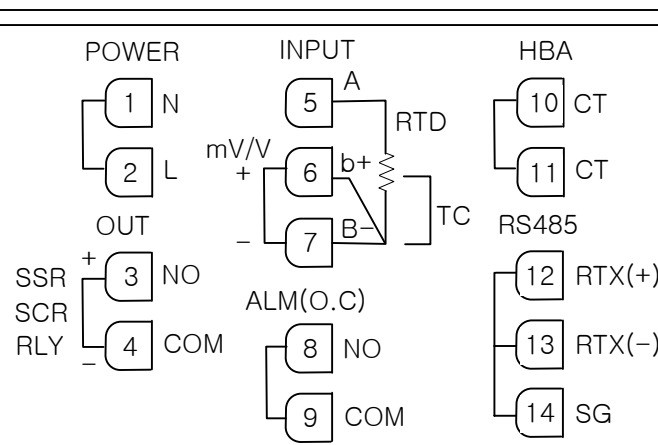 POWER
1 N
2 L
OUT
+
SSR
SCR
RLY
−
3 NO
4 COM
INPUT
5 A
RTD
mV/V
+
6 b+
−
7 B−
TC
ALM(O.C)
8 NO
9 COM
HBA
10 CT
11 CT
RS485
12 RTX(+)
13 RTX(−)
14 SG